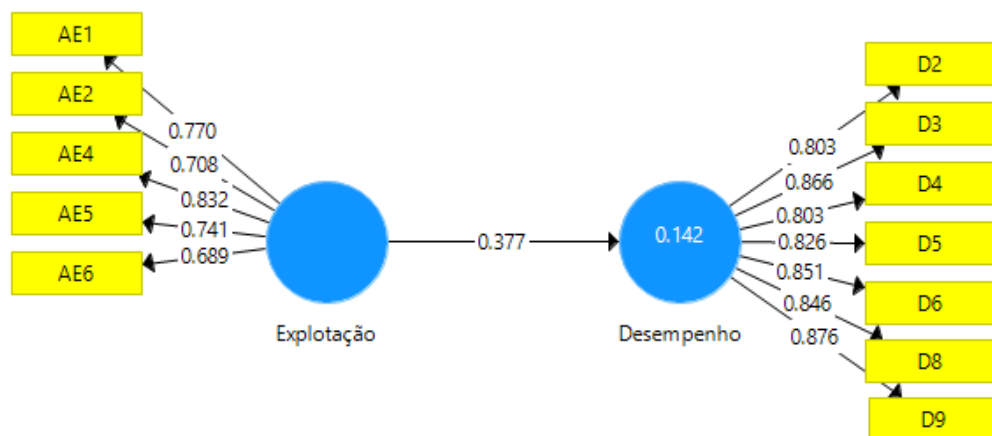 AE1
AE2
AE4
AE5
AE6
0.770
0.708
0.832
0.741
0.689
Explotação
0.377
0.142
Desempenho
0.803
0.866
0.803
0.826
0.851
0.846
0.876
D2
D3
D4
D5
D6
D8
D9